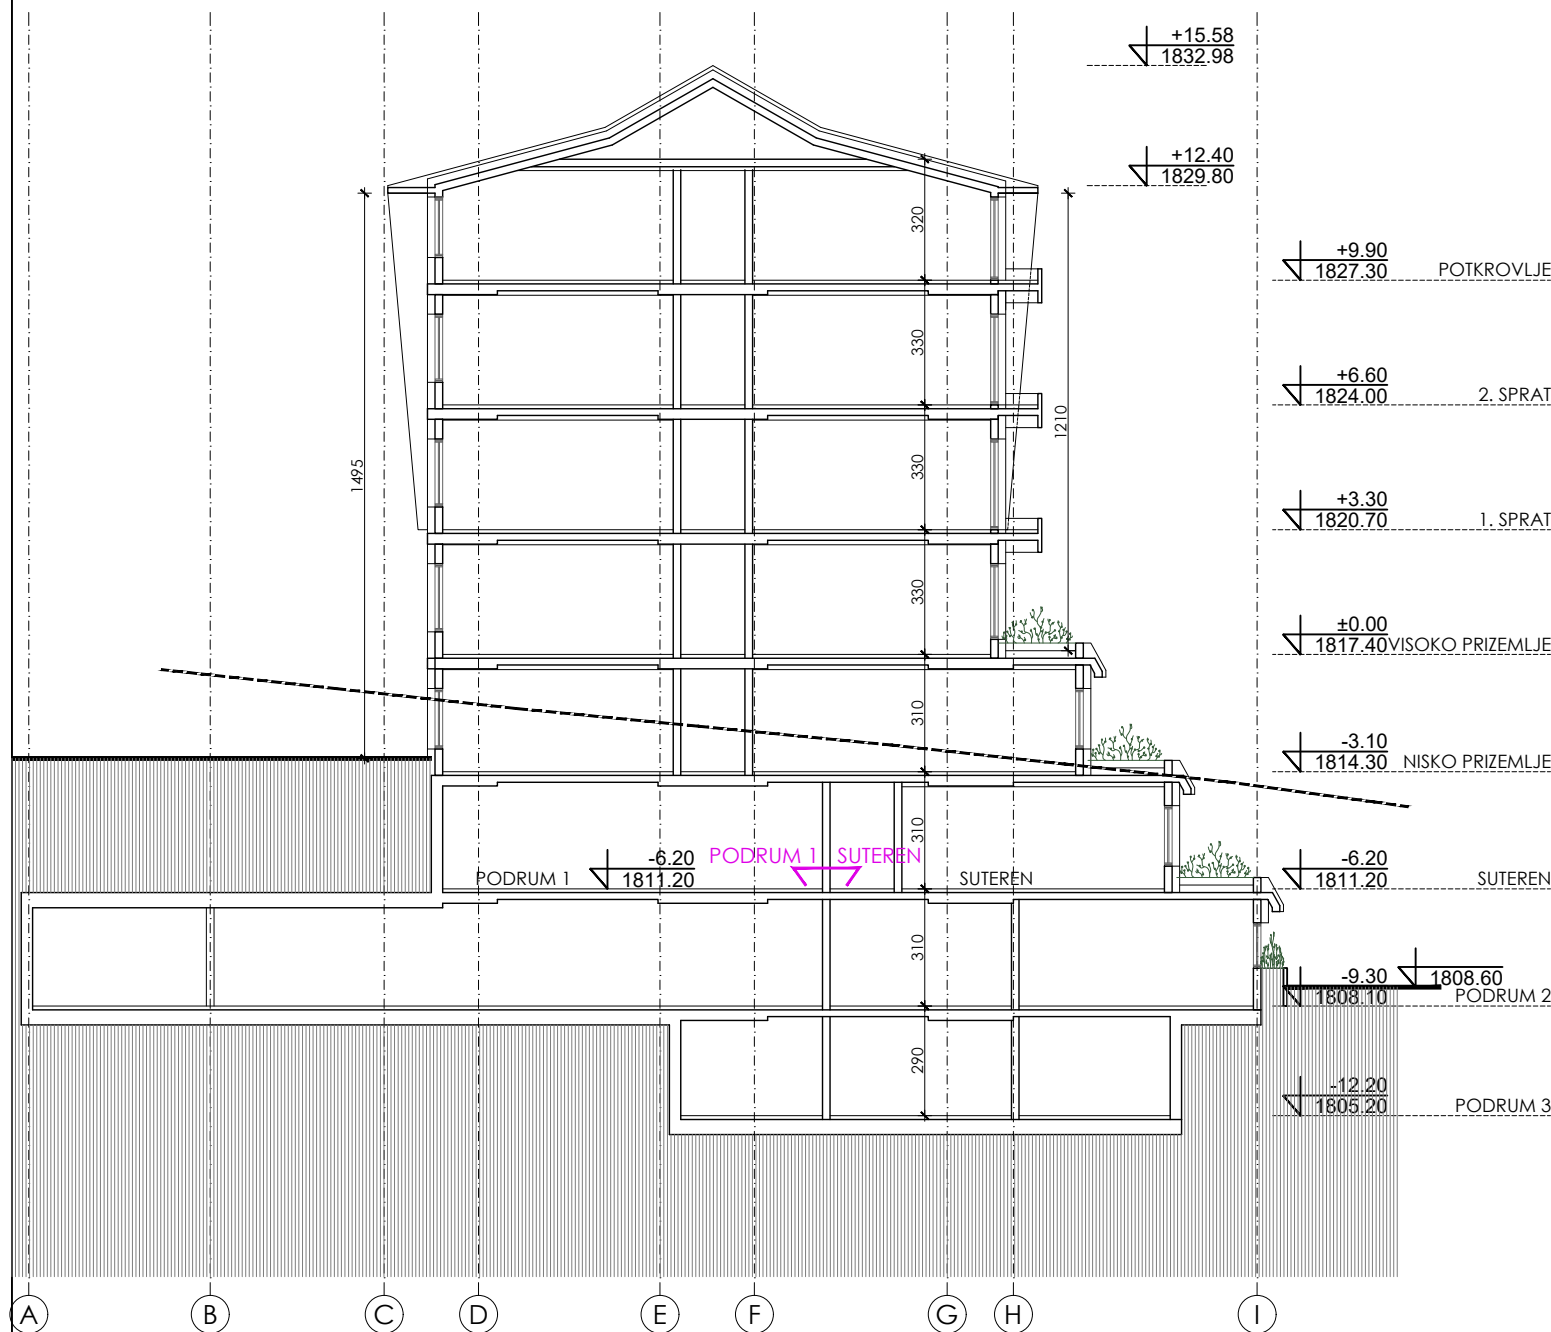 +15.58
1832.98
+12.40
1829.80
320
+9.90
1827.30 POTKROVLJE
330
+6.60
1824.00 2. SPRAT
1210
1495
330
+3.30
1820.70 1. SPRAT
330
±0.00
1817.40 VISOKO PRIZEMLJE
310
-3.10
1814.30 NISKO PRIZEMLJE
310
PODRUM 1 SUTEREN
-6.20
1811.20
PODRUM 1
SUTEREN
-6.20
1811.20 SUTEREN
310
-9.30
1808.10 PODRUM 2
1808.60
290
-12.20
1805.20 PODRUM 3
A B C D E F G H I